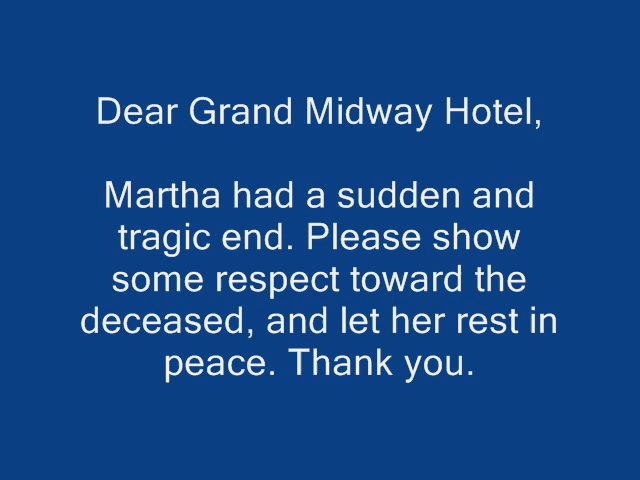 Dear Grand Midway Hotel,
Martha had a sudden and
tragic end. Please show
some respect toward the
deceased, and let her rest in
peace. Thank you.